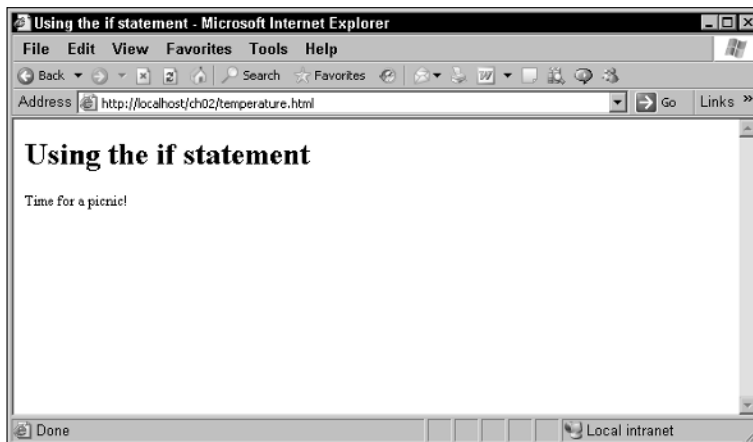 Using the if statement - Microsoft Internet Explorer
File Edit View Favorites Tools Help
Back Search Favorites W
Address http://localhost/ch02/temperature.html Go Links »
Using the if statement
Time for a picnic!
Done Local intranet